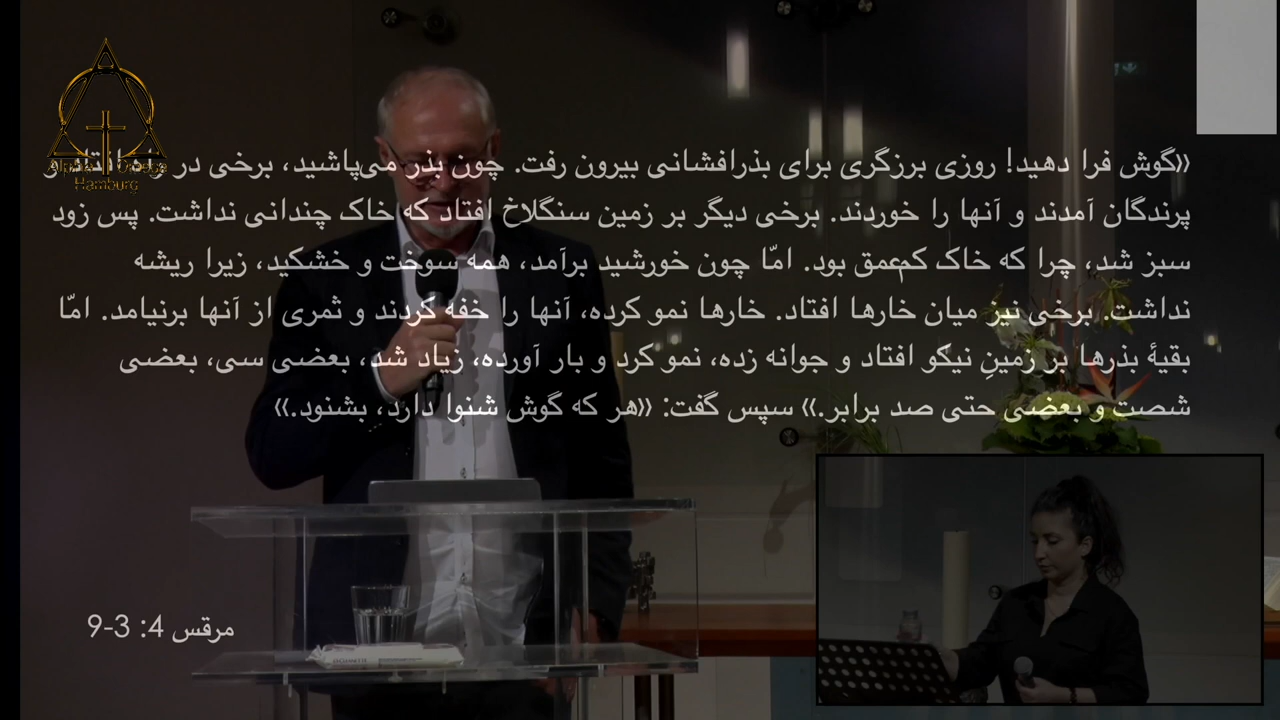 «گوش فرا دهید! روزی برزگری برای بذرافشانی بیرون رفت. چون بذر می‌پاشید، برخی در راه افتاد و
پرندگان آمدند و آنها را خوردند. برخی دیگر بر زمین سنگلاخ افتاد که خاک چندانی نداشت. پس زود
سبز شد، چرا که خاک کم‌عمق بود. امّا چون خورشید برآمد، همه سوخت و خشکید، زیرا ریشه
نداشت. برخی نیز میان خارها افتاد. خارها نمو کرده، آنها را خفه کردند و ثمری از آنها برنیامد. امّا
بقیهٔ بذرها بر زمینِ نیکو افتاد و جوانه زده، نمو کرد و بار آورده، زیاد شد، بعضی سی، بعضی
شصت و بعضی حتی صد برابر.» سپس گفت: «هر که گوش شنوا دارد، بشنود.»
مرقس 4: 3-9
Alpha & Omega
Hamburg